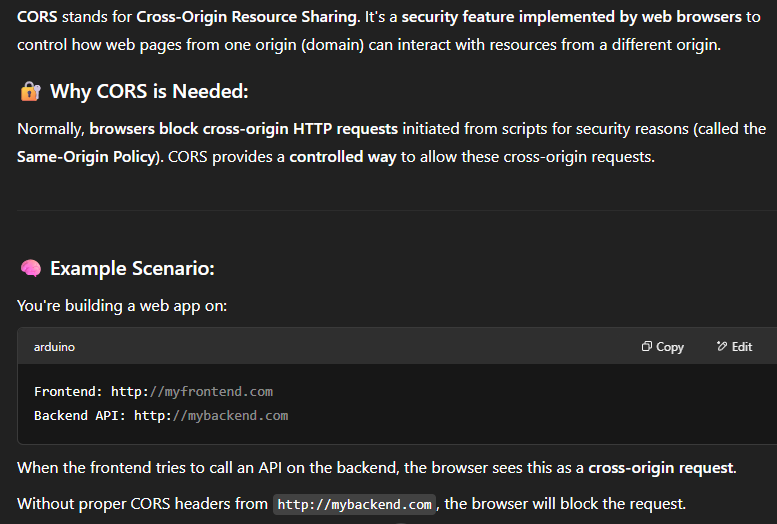 CORS stands for Cross-Origin Resource Sharing. It's a security feature implemented by web browsers to
control how web pages from one origin (domain) can interact with resources from a different origin.
🔐 Why CORS is Needed:
Normally, browsers block cross-origin HTTP requests initiated from scripts for security reasons (called the
Same-Origin Policy). CORS provides a controlled way to allow these cross-origin requests.
🧠 Example Scenario:
You're building a web app on:
arduino Copy Edit
Frontend: http://myfrontend.com
Backend API: http://mybackend.com
When the frontend tries to call an API on the backend, the browser sees this as a cross-origin request.
Without proper CORS headers from http://mybackend.com, the browser will block the request.